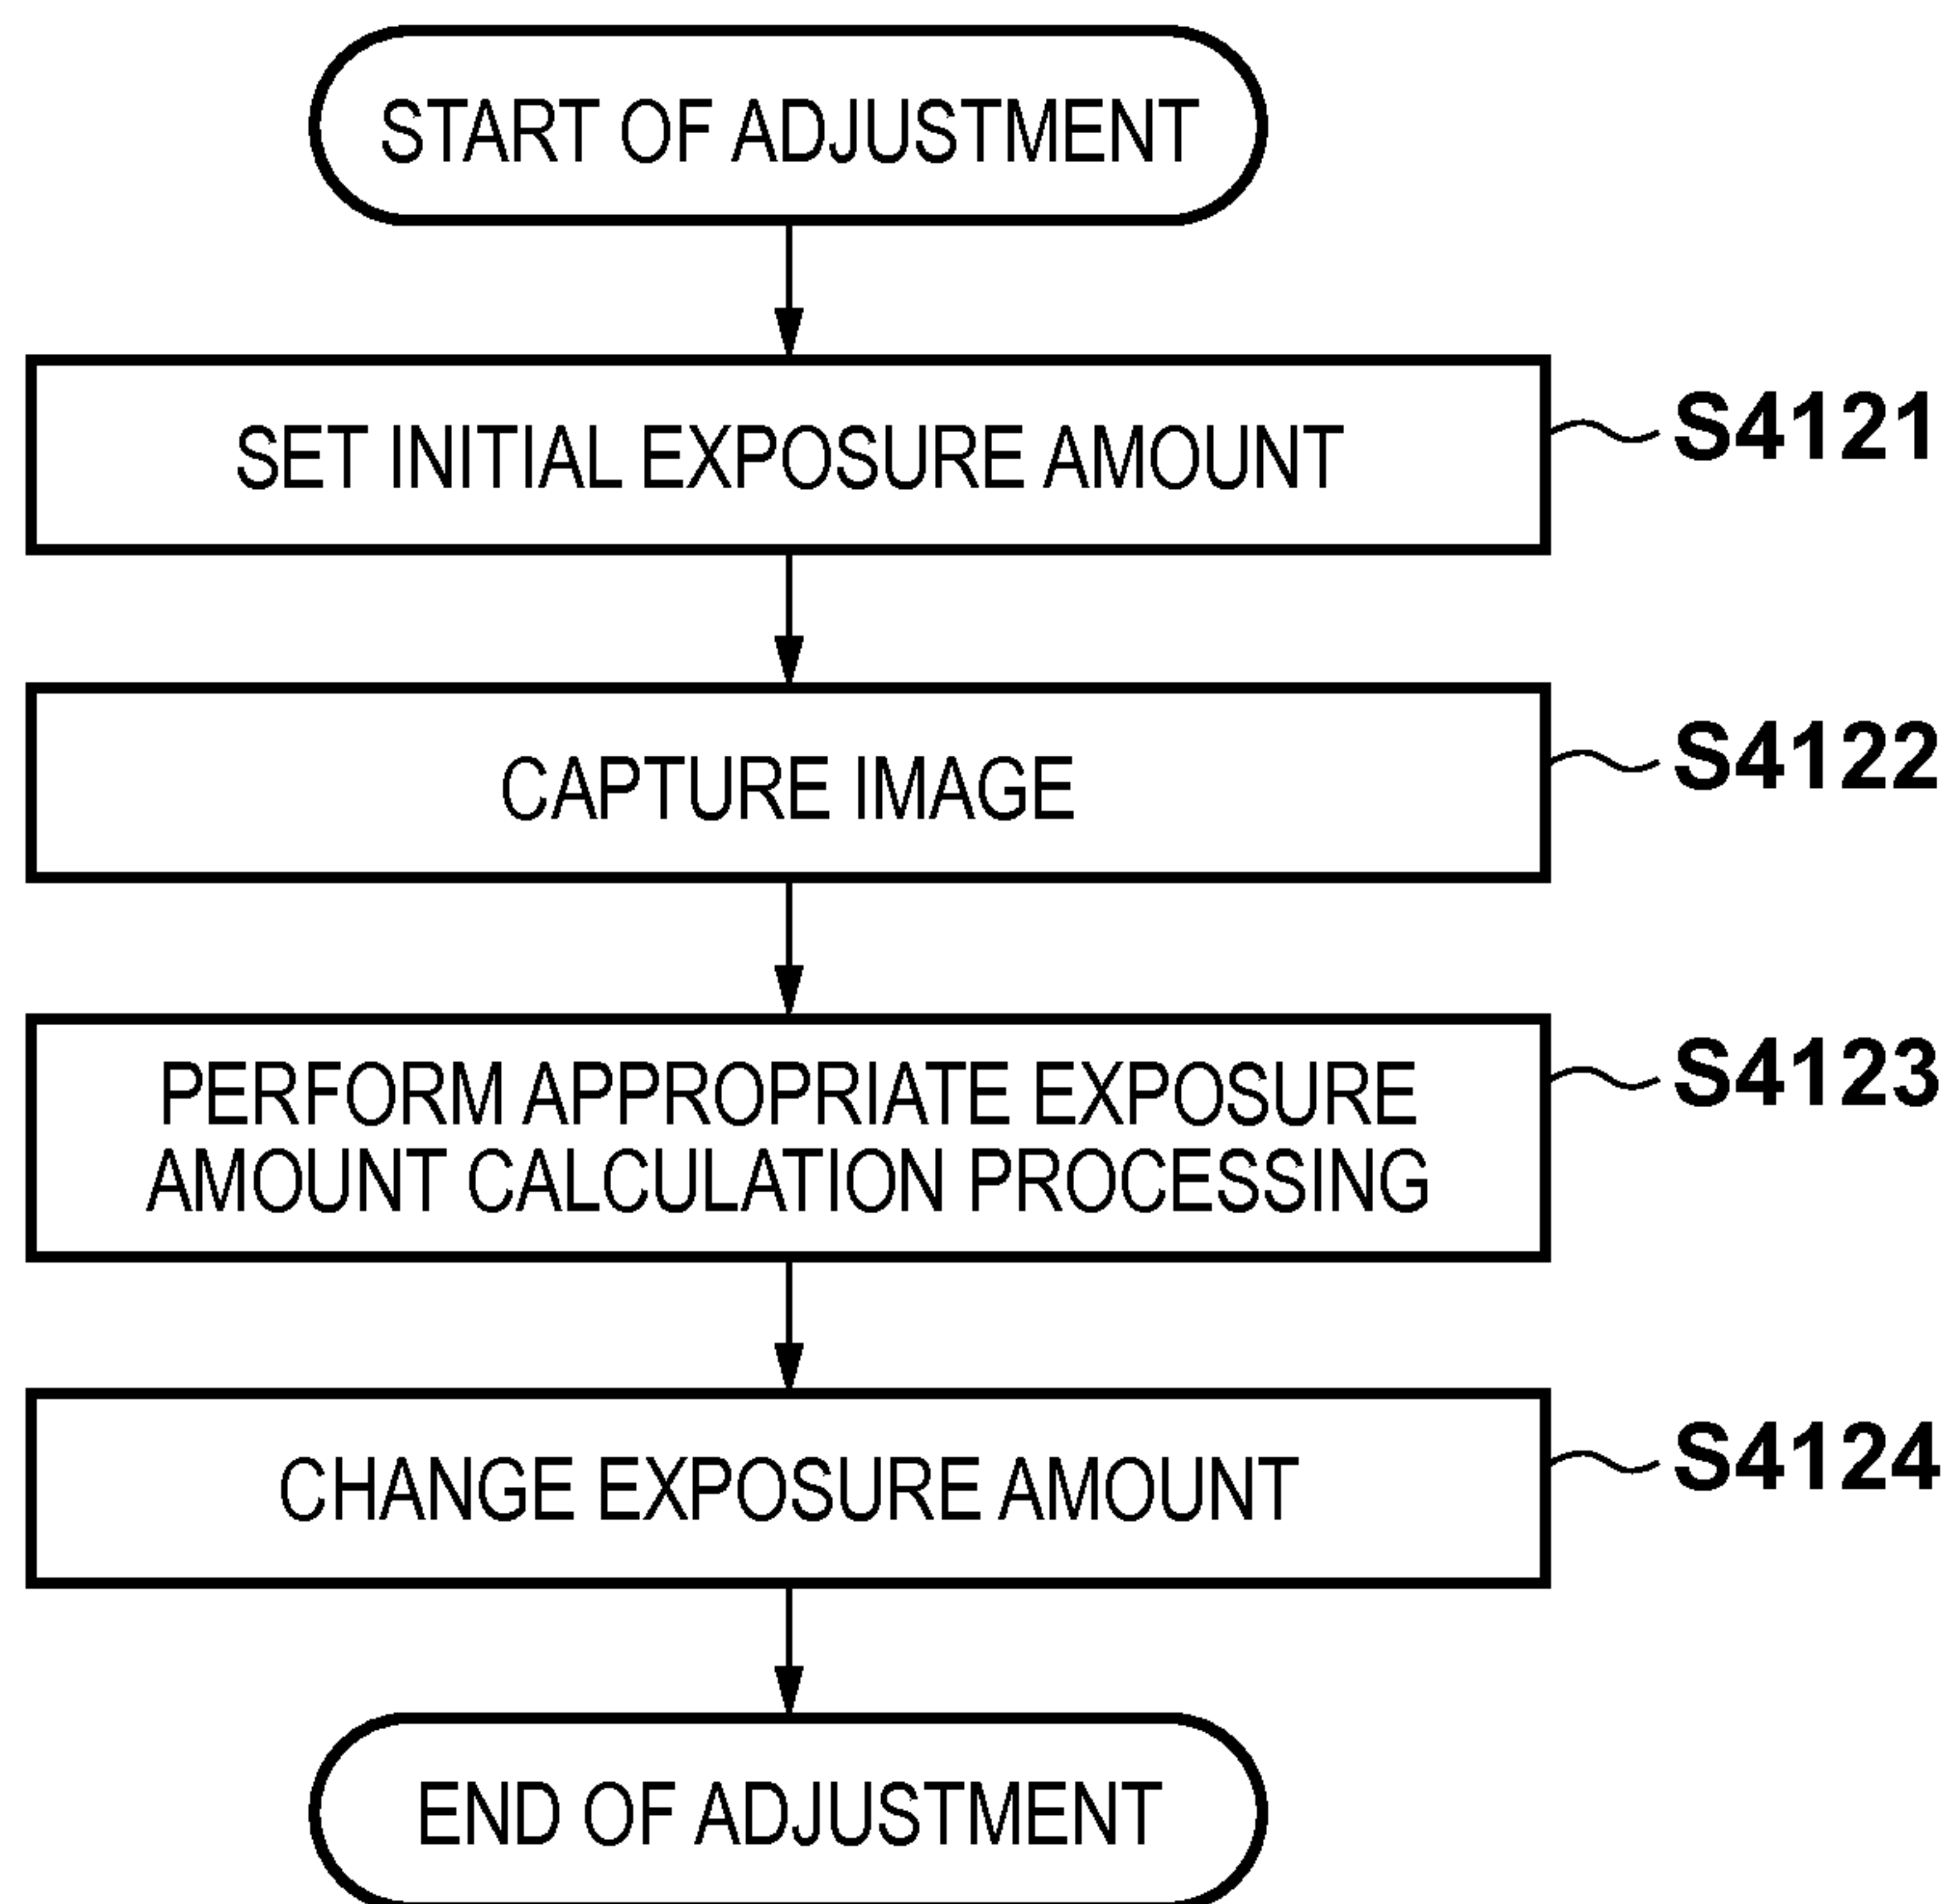 START OF ADJUSTMENT
SET INITIAL EXPOSURE AMOUNT
S4121
CAPTURE IMAGE
S4122
PERFORM APPROPRIATE EXPOSURE
AMOUNT CALCULATION PROCESSING
S4123
CHANGE EXPOSURE AMOUNT
S4124
END OF ADJUSTMENT